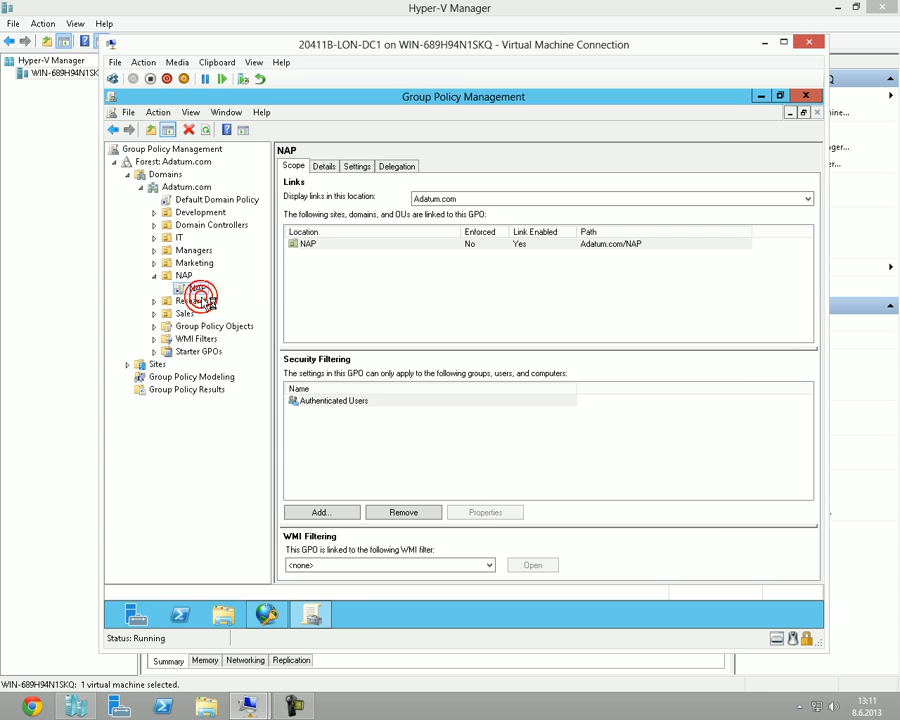 Hyper-V Manager
File Action View Help
Hyper-V Manager
WIN-689H94N1SK
20411B-LON-DC1 on WIN-689H94N1SKQ - Virtual Machine Connection
File Action Media Clipboard View Help
Group Policy Management
File Action View Window Help
Group Policy Management
Forest: Adatum.com
Domains
Adatum.com
Default Domain Policy
Development
Domain Controllers
IT
Managers
Marketing
NAP
NAP
Sales
Group Policy Objects
WMI Filters
Starter GPOs
Sites
Group Policy Modeling
Group Policy Results
NAP
Scope Details Settings Delegation
Links
Display links in this location: Adatum.com
The following sites, domains, and OUs are linked to this GPO:
Location Enforced Link Enabled Path
NAP No Yes Adatum.com/NAP
Security Filtering
The settings in this GPO can only apply to the following groups, users, and computers:
Name
Authenticated Users
Add... Remove Properties
WMI Filtering
This GPO is linked to the following WMI filter:
<none> Open
Status: Running
Summary Memory Networking Replication
WIN-689H94N1SKQ: 1 virtual machine selected.
13:11
8.6.2013